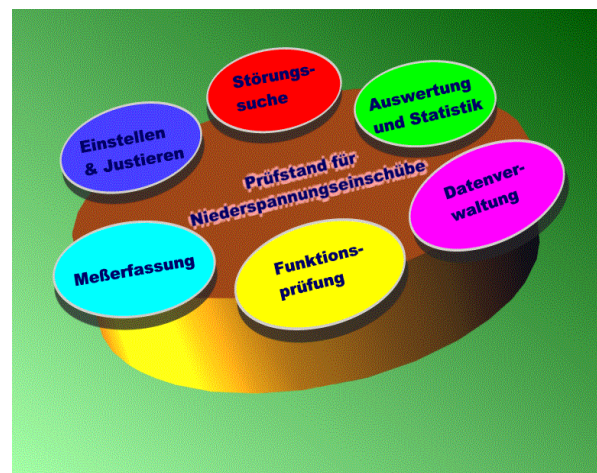 Störungs-
suche
Auswertung
und Statistik
Einstellen
& Justieren
Prüfstand für
Niederspannungseinschübe
Datenver-
waltung
Meßerfassung
Funktions-
prüfung